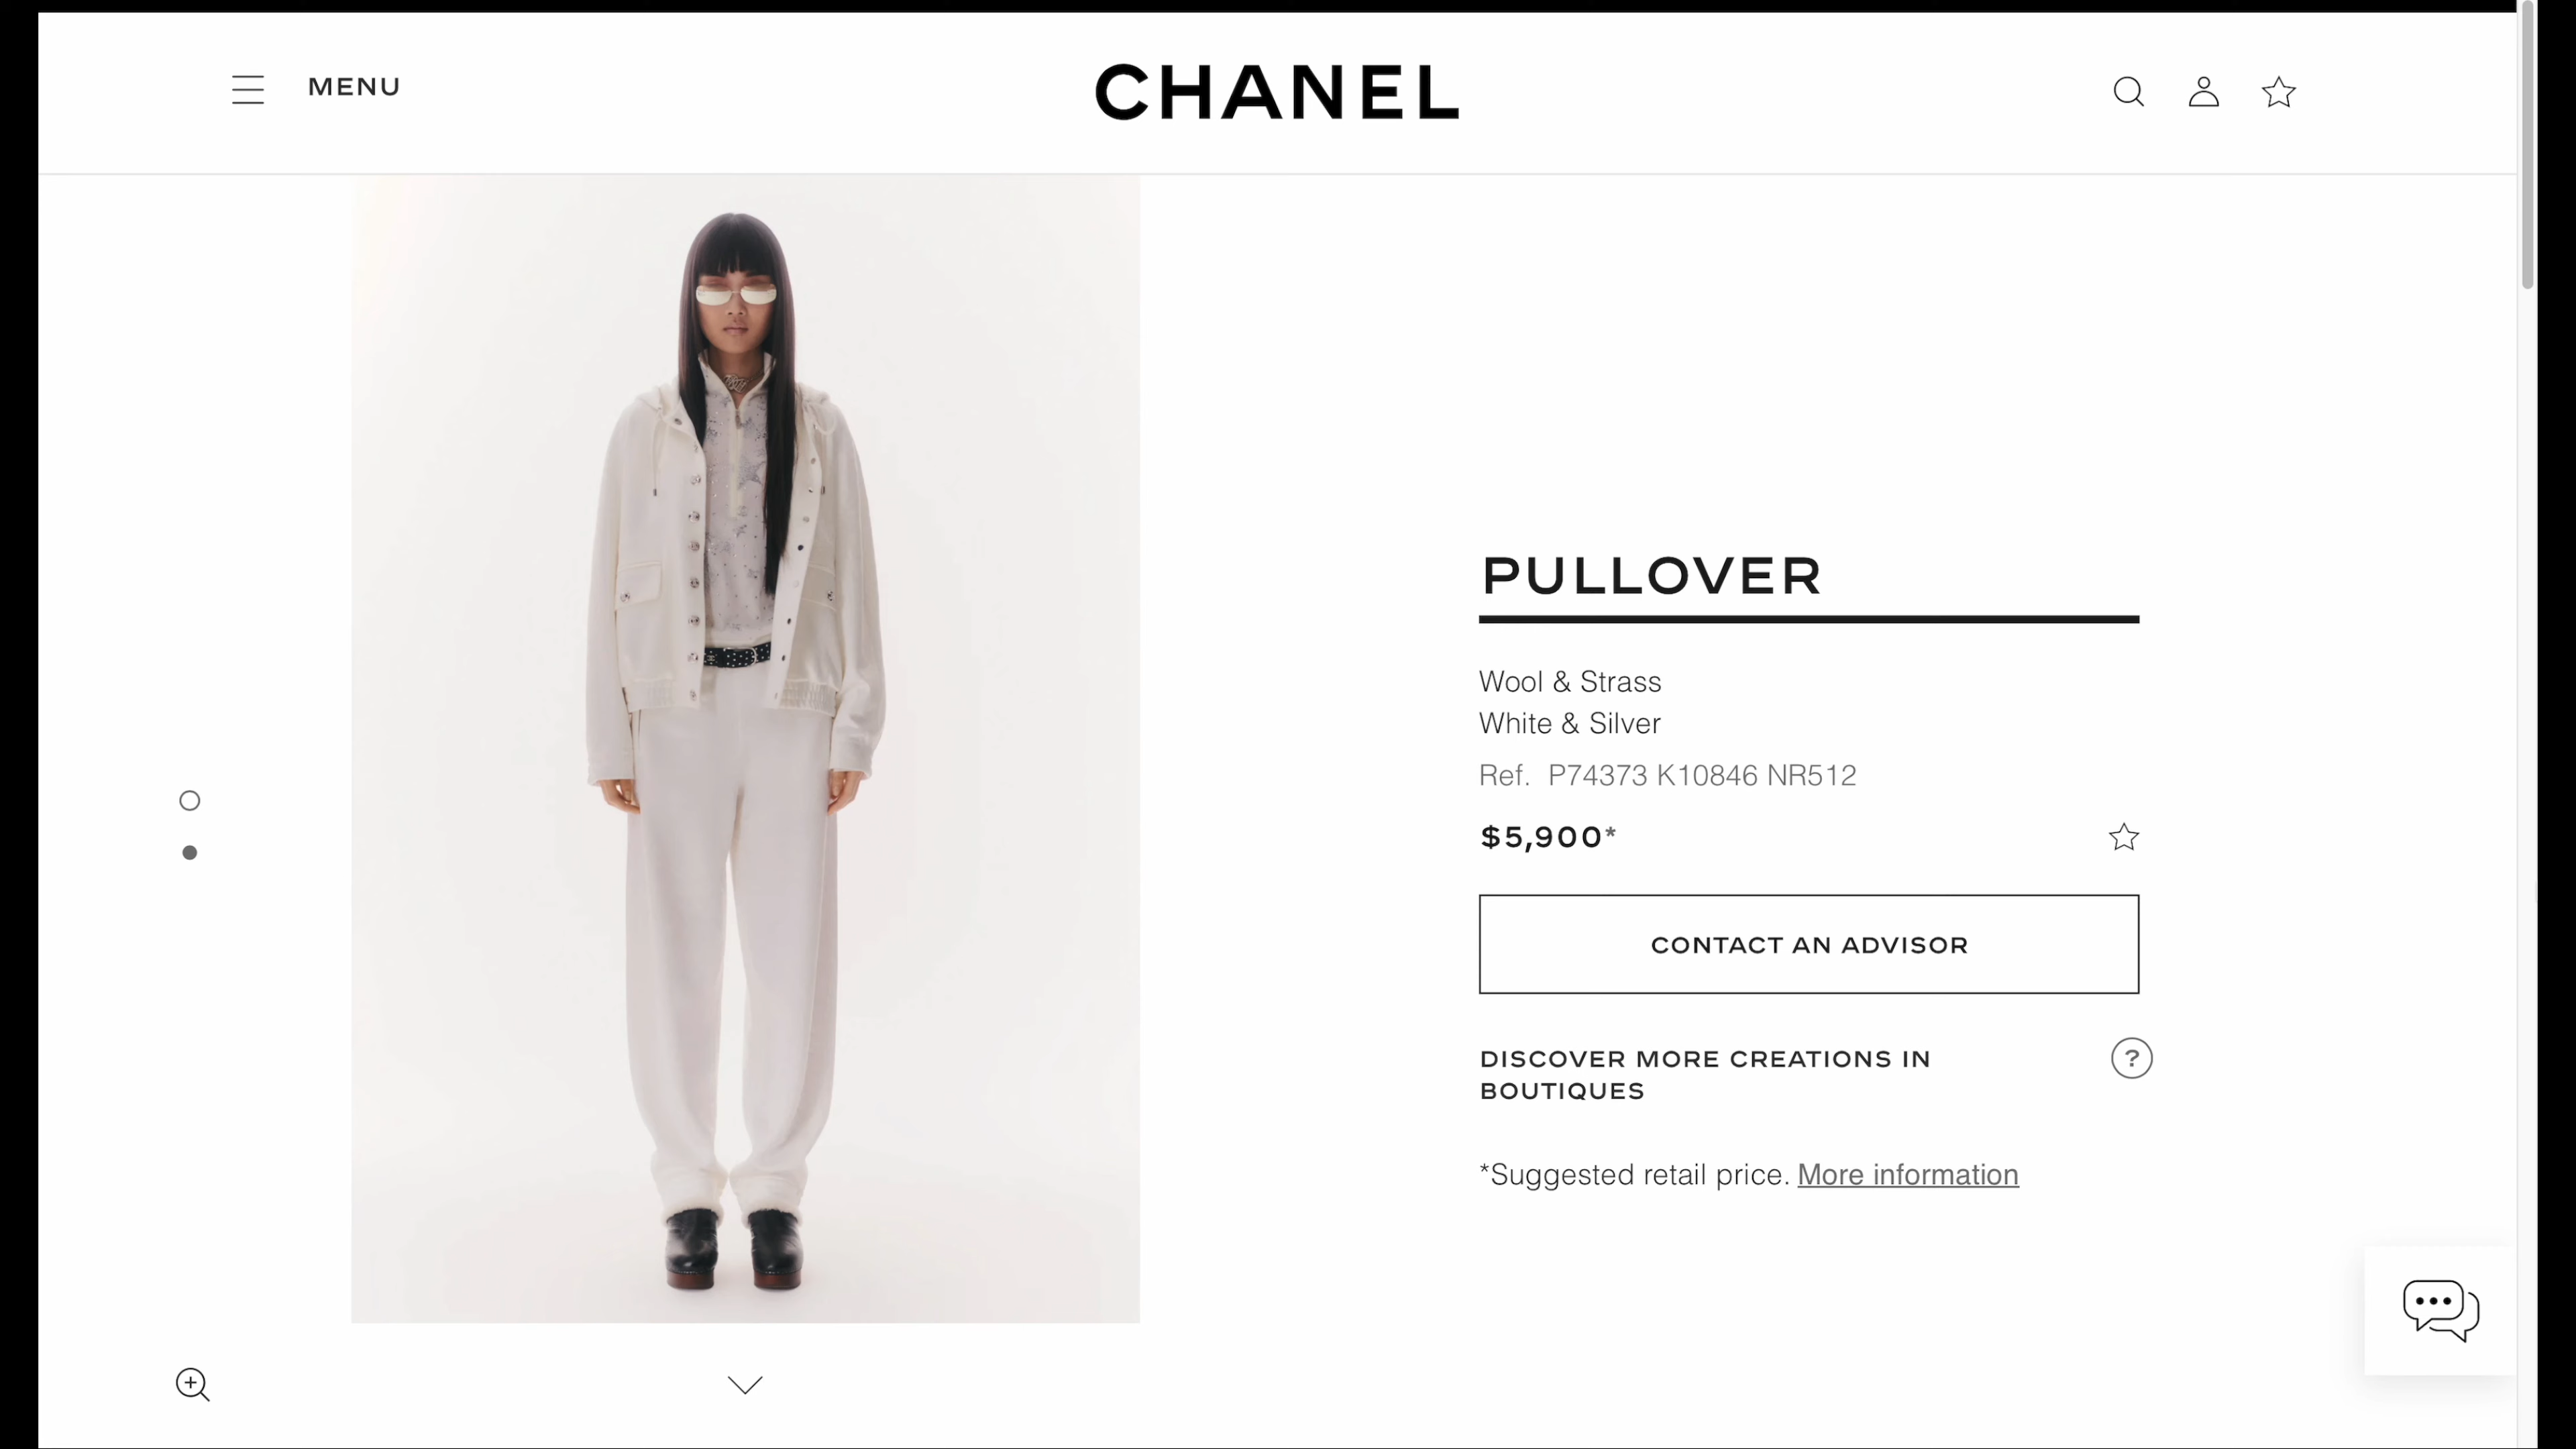 MENU
CHANEL
PULLOVER
Wool & Strass
White & Silver
Ref. P74373 K10846 NR512
$5,900*
CONTACT AN ADVISOR
DISCOVER MORE CREATIONS IN
BOUTIQUES
?
*Suggested retail price. More information